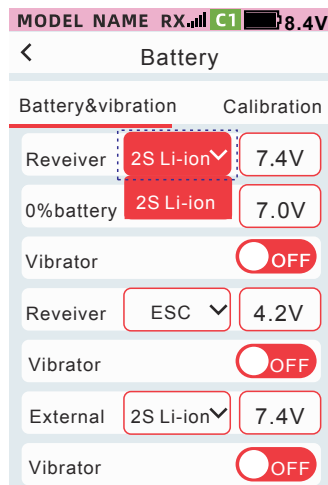 MODEL NAME RX C1 8.4V
Battery
Battery&vibration Calibration
Reveiver 2S Li-ion 7.4V
0%battery 2S Li-ion 7.0V
Vibrator OFF
Reveiver ESC 4.2V
Vibrator OFF
External 2S Li-ion 7.4V
Vibrator OFF